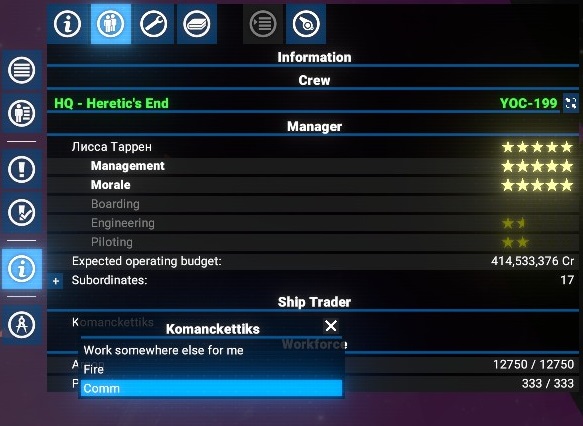 Information
Crew
HQ - Heretic's End YOC-199
Manager
Лисса Таррен
Management
Morale
Boarding
Engineering
Piloting
Expected operating budget: 414,533,376 Cr
Subordinates: 17
Ship Trader
Komanckettiks
Komanckettiks
Workforce
Work somewhere else for me
Fire
12750 / 12750
Comm
333 / 333